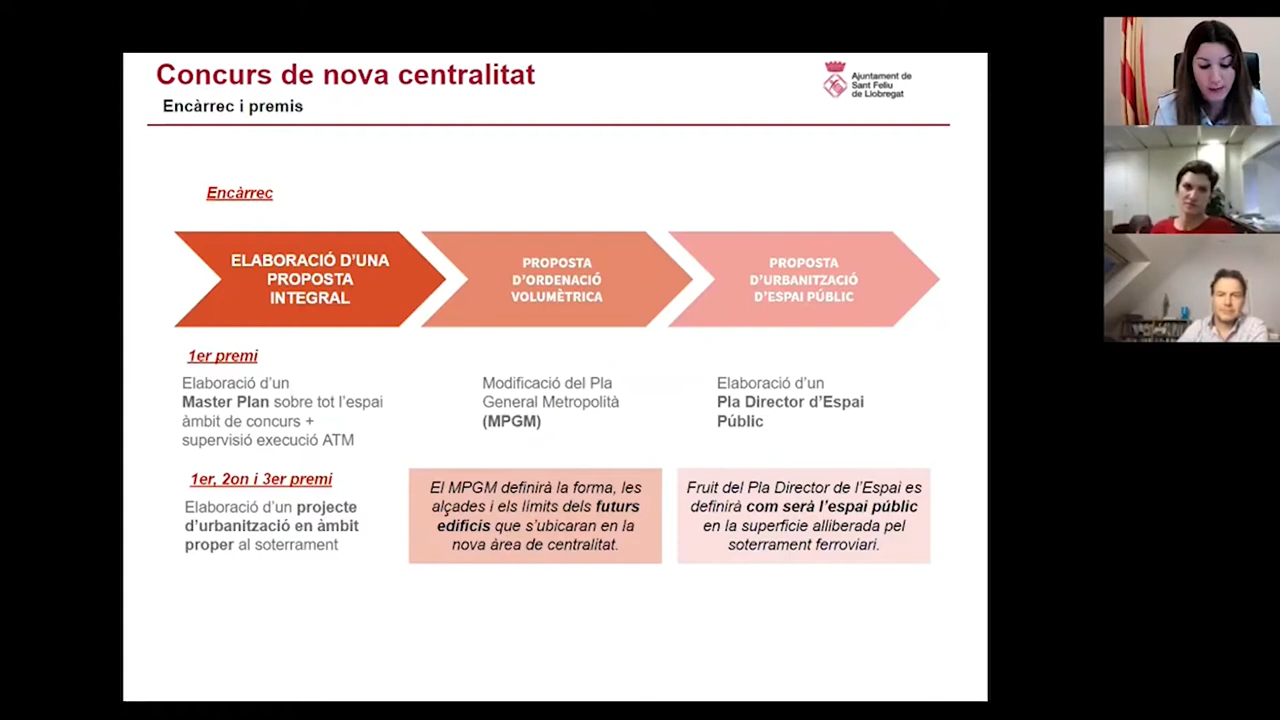 Concurs de nova centralitat
Encàrrec i premis
Ajuntament de
Sant Feliu
de Llobregat
Encàrrec
ELABORACIÓ D'UNA
PROPOSTA
INTEGRAL
PROPOSTA
D'ORDENACIÓ
VOLUMÈTRICA
PROPOSTA
D'URBANITZACIÓ
D'ESPAI PÚBLIC
1er premi
Elaboració d'un
Master Plan sobre tot l'espai
àmbit de concurs +
supervisió execució ATM
Modificació del Pla
General Metropolità
(MPGM)
Elaboració d'un
Pla Director d'Espai
Públic
1er, 2on i 3er premi
Elaboració d'un projecte
d'urbanització en àmbit
proper al soterrament
El MPGM definirà la forma, les
alçades i els límits dels futurs
edificis que s'ubicaran en la
nova àrea de centralitat.
Fruit del Pla Director de l'Espai es
definirà com serà l'espai públic
en la superfície alliberada pel
soterrament ferroviari.